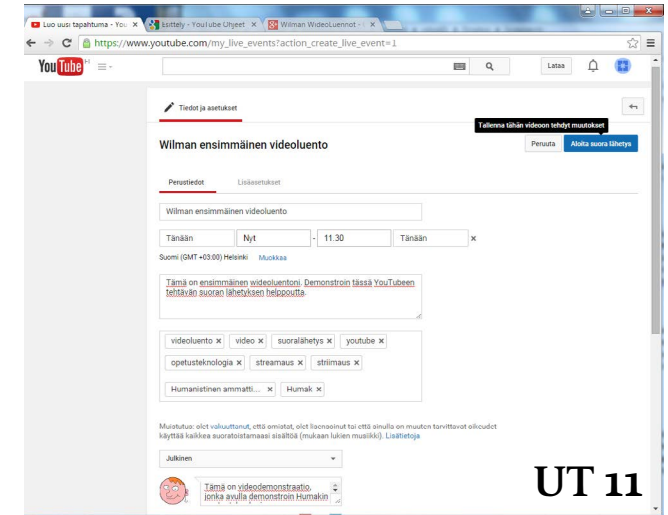 Luo uusi tapahtuma - You
Esittely - YouTube Ohjeet
Wilman WideoLuennot -
https://www.youtube.com/my_live_events?action_create_live_event=1
YouTube FI
Lataa
Tiedot ja asetukset
Tallenna tähän videoon tehdyt muutokset
Wilman ensimmäinen videoluento
Peruuta
Aloita suora lähetys
Perustiedot
Lisäasetukset
Wilman ensimmäinen videoluento
Tänään
Nyt
-
11.30
Tänään
Suomi (GMT +03:00) Helsinki
Muokkaa
Tämä on ensimmäinen wideoluentoni. Demonstroin tässä YouTubeen
tehtävän suoran lähetyksen helppoutta.
videoluento x
video x
suoralähetys x
youtube x
opetusteknologia x
streamaus x
striimaus x
Humanistinen ammatti... x
Humak x
Muistutus: olet vakuuttanut, että omistat, olet lisensoinut tai että sinulla on muuten tarvittavat oikeudet
käyttää kaikkea suoratoistamaasi sisältöä (mukaan lukien musiikki). Lisätietoja
Julkinen
Tämä on videodemonstraatio,
jonka avulla demonstroin Humakin
UT 11